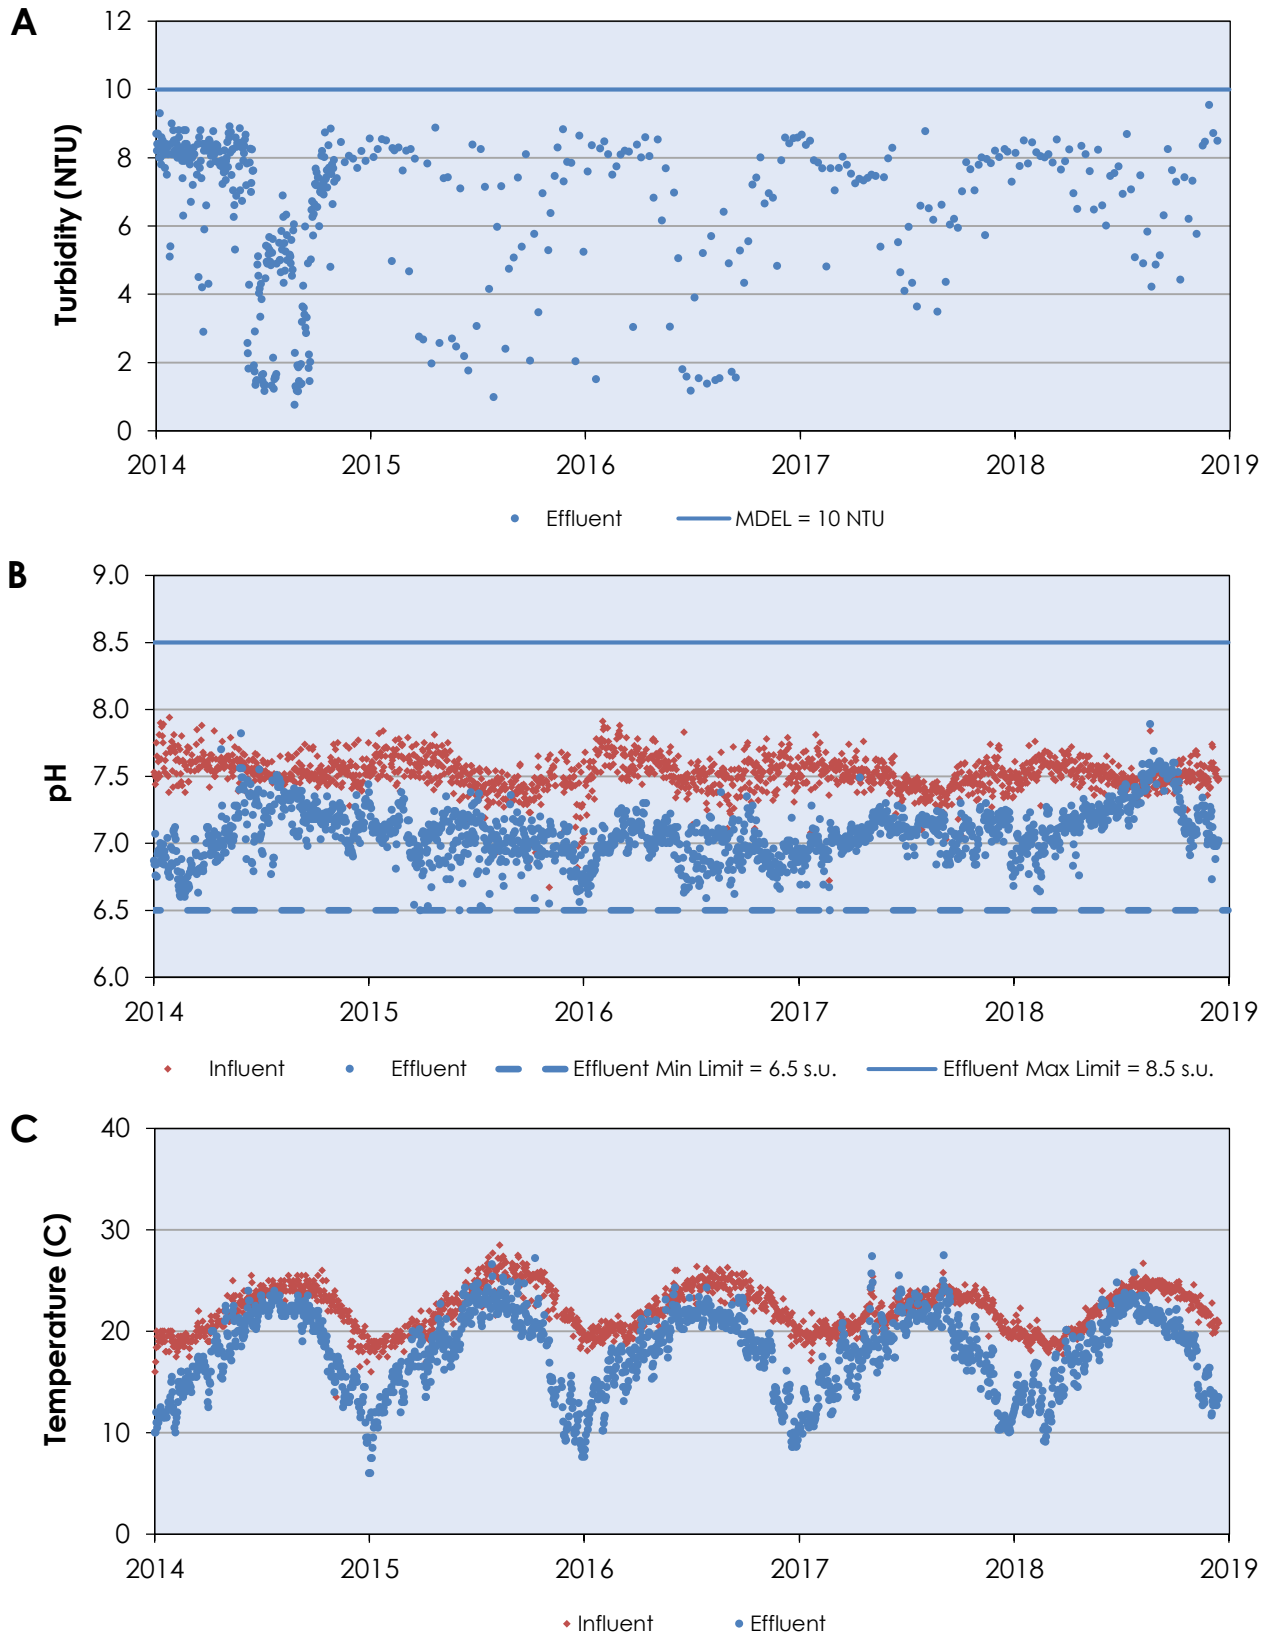 A
Turbidity (NTU)
12
10
8
6
4
2
0
2014 2015 2016 2017 2018 2019
Effluent MDEL = 10 NTU
B
pH
9.0
8.5
8.0
7.5
7.0
6.5
6.0
2014 2015 2016 2017 2018 2019
Influent Effluent Effluent Min Limit = 6.5 s.u. Effluent Max Limit = 8.5 s.u.
C
Temperature (C)
40
30
20
10
0
2014 2015 2016 2017 2018 2019
Influent Effluent